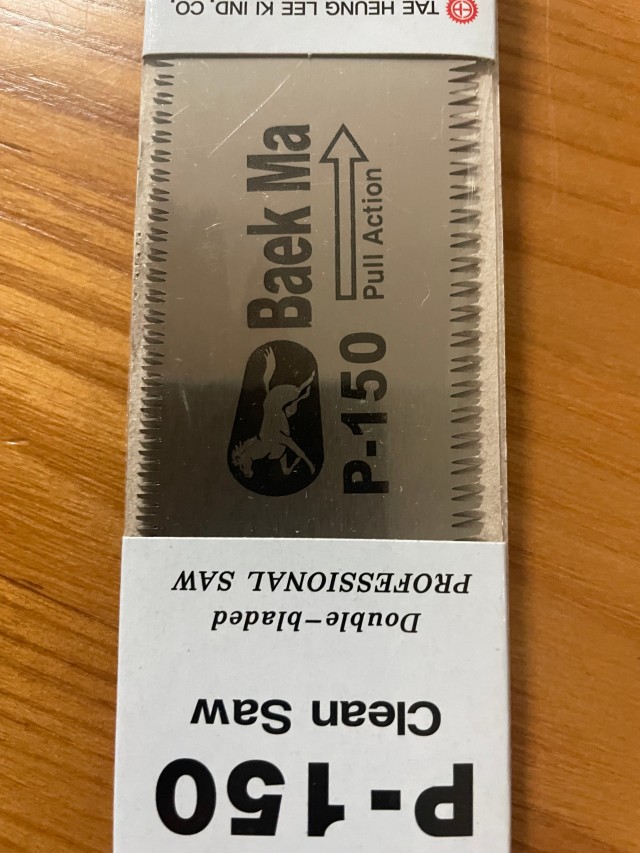 P-150
Clean Saw
Double-bladed
PROFESSIONAL SAW
Baek Ma
P-150
Pull Action
TAE HEUNG LEE KI IND. CO.